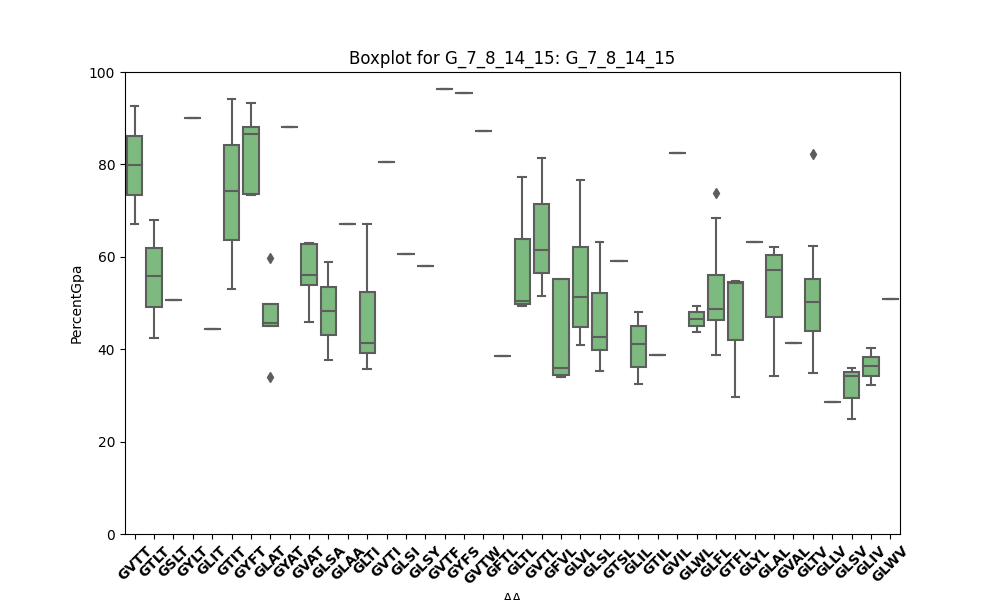 Boxplot for G_7_8_14_15: G_7_8_14_15
PercentGpa
100
80
60
40
20
0
GVTT
GTLT
GSLT
GYLT
GLIT
GTIT
GYFT
GLAT
GYAT
GVAT
GLSA
GLAA
GLTI
GVTI
GLSI
GLSY
GVTF
GYFS
GVTW
GFTL
GLTL
GVTL
GFVL
GLVL
GLSL
GTSL
GLIL
GTIL
GVIL
GLWL
GLFL
GTFL
GLYL
GLAL
GVAL
GLTV
GLLV
GLSV
GLIV
GLWV
AA